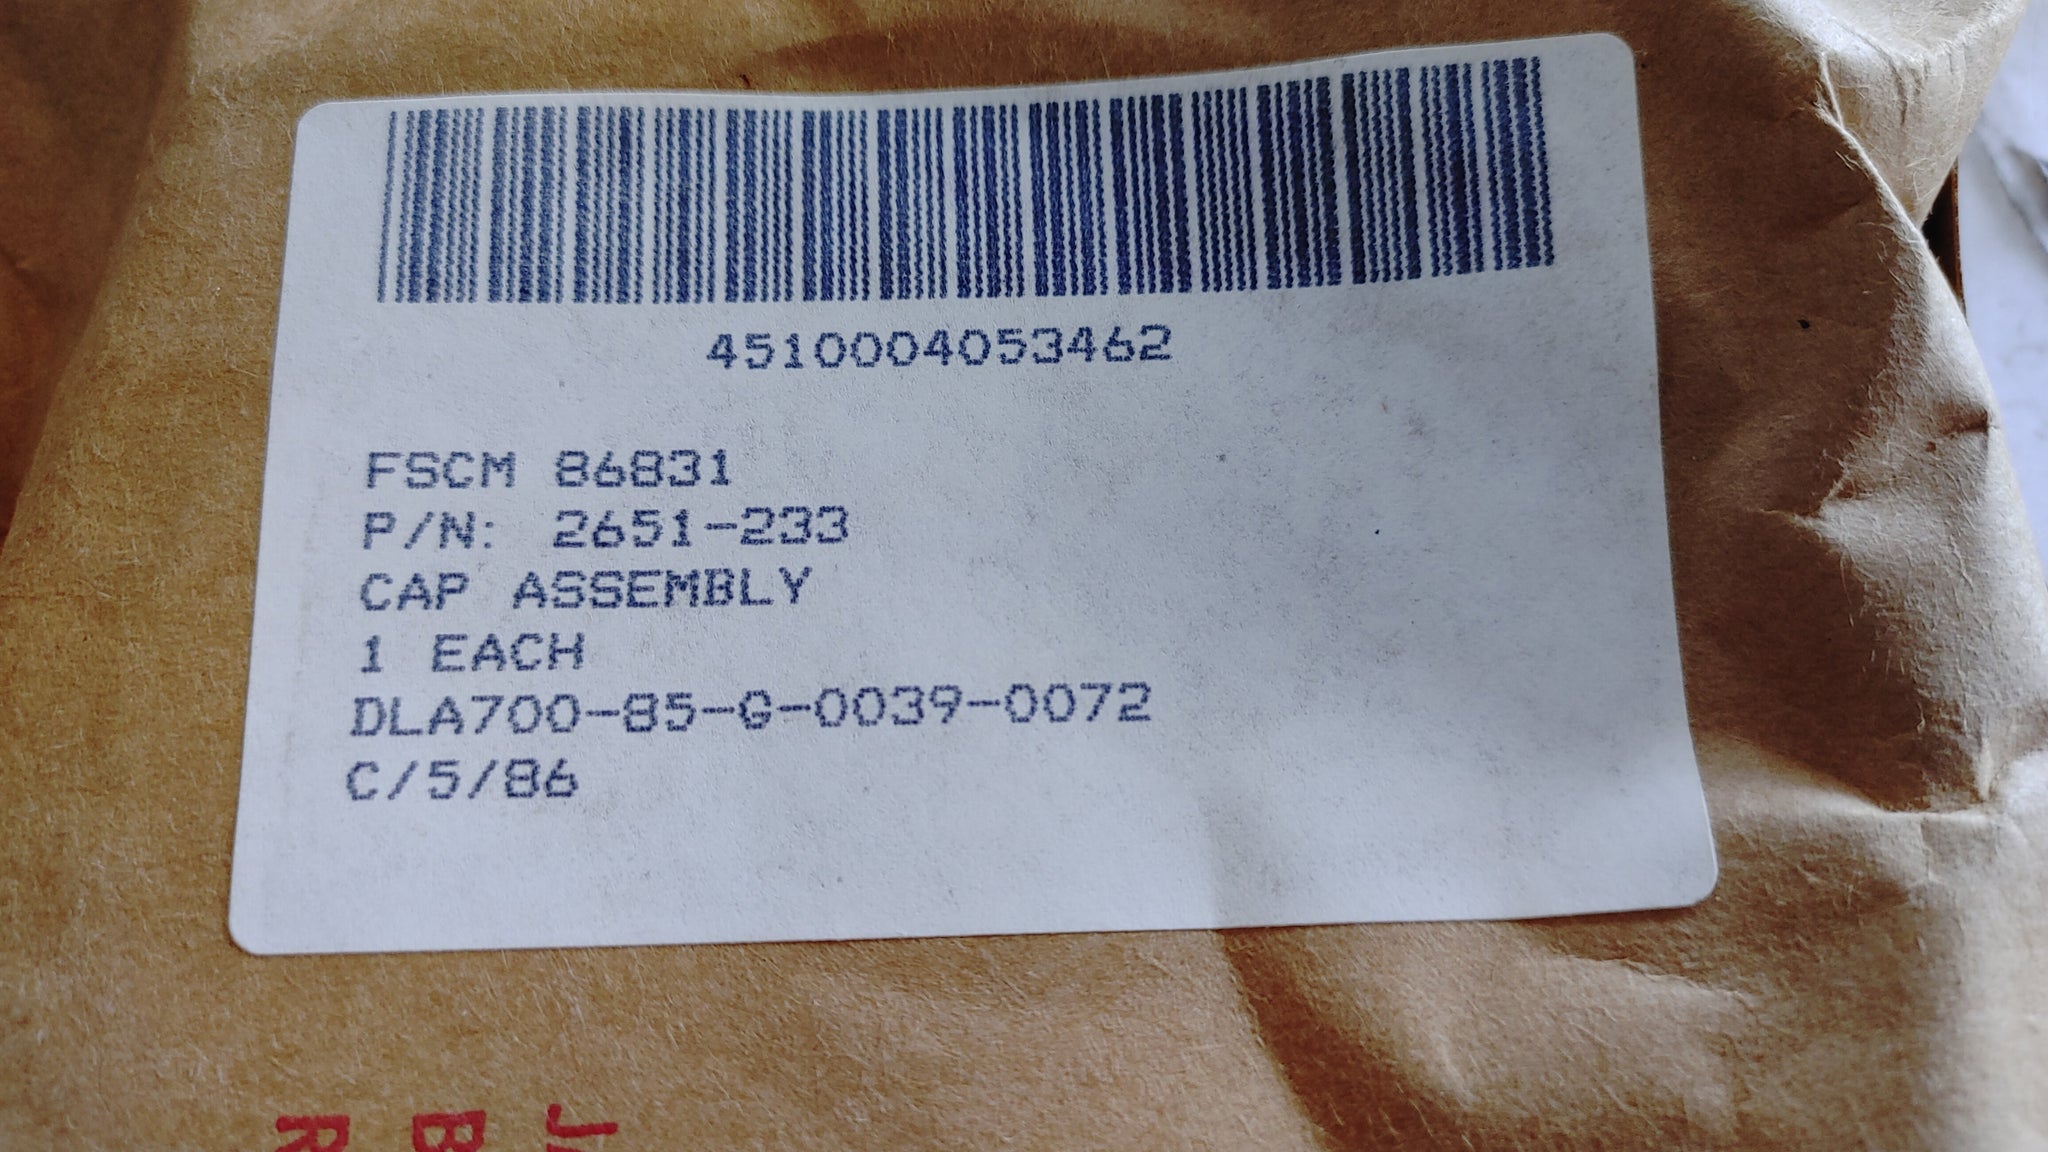 4510004053462
FSCM 86831
P/N: 2651-233
CAP ASSEMBLY
1 EACH
DLA700-85-G-0039-0072
C/5/86